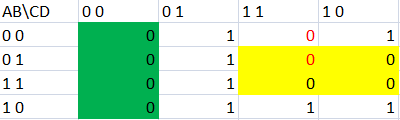 AB\CD 0 0 0 1 1 1 1 0
0 0 0 1 0 1
0 1 0 1 0 0
1 1 0 1 0 0
1 0 0 1 1 1